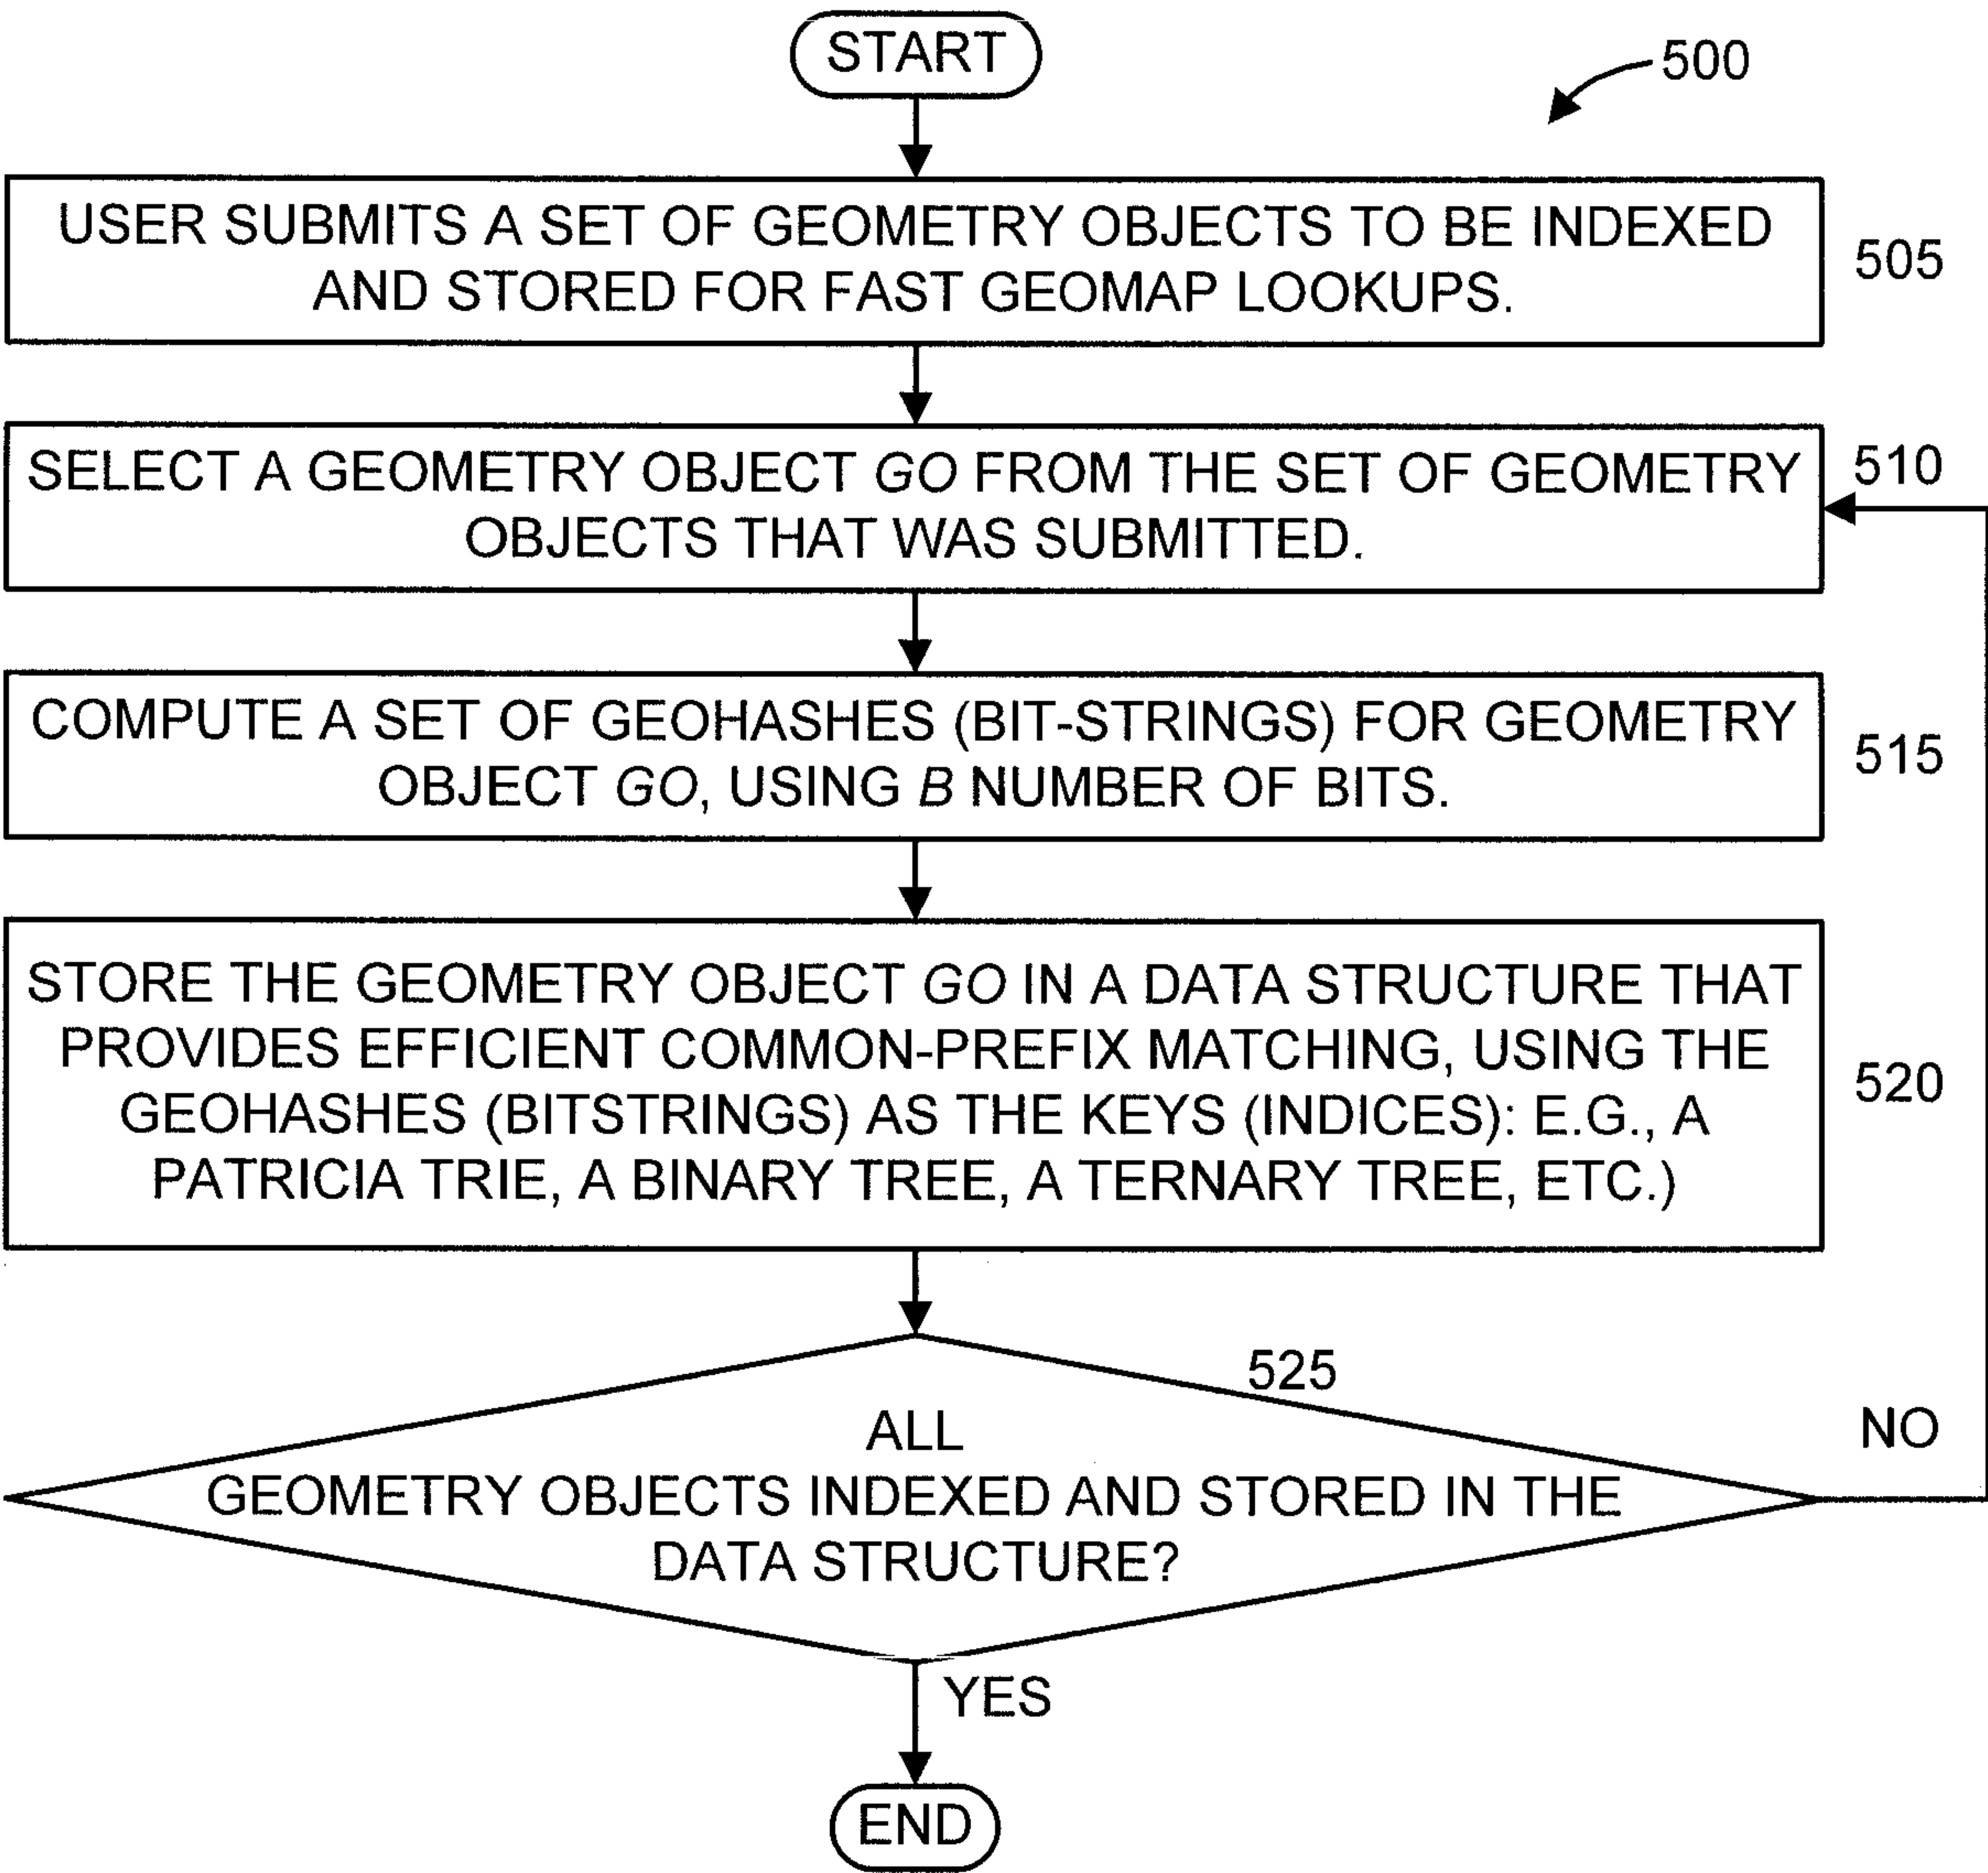 START
500
USER SUBMITS A SET OF GEOMETRY OBJECTS TO BE INDEXED
AND STORED FOR FAST GEOMAP LOOKUPS.
505
SELECT A GEOMETRY OBJECT GO FROM THE SET OF GEOMETRY
OBJECTS THAT WAS SUBMITTED.
510
COMPUTE A SET OF GEOHASHES (BIT-STRINGS) FOR GEOMETRY
OBJECT GO, USING B NUMBER OF BITS.
515
STORE THE GEOMETRY OBJECT GO IN A DATA STRUCTURE THAT
PROVIDES EFFICIENT COMMON-PREFIX MATCHING, USING THE
GEOHASHES (BITSTRINGS) AS THE KEYS (INDICES): E.G., A
PATRICIA TRIE, A BINARY TREE, A TERNARY TREE, ETC.)
520
525
ALL
GEOMETRY OBJECTS INDEXED AND STORED IN THE
DATA STRUCTURE?
NO
YES
END